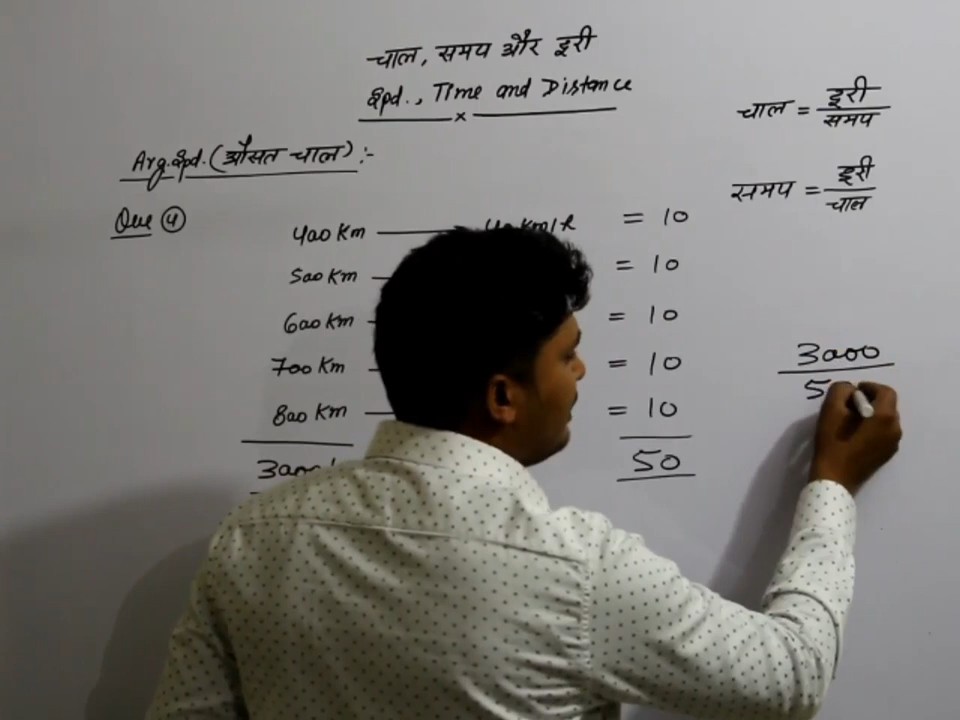 चाल, समय और दूरी
Spd., Time and Distance
x
Avg. Spd. (औसत चाल) :-
चाल = दूरी / समय
समय = दूरी / चाल
Que 4
400 Km = 10
500 Km = 10
600 Km = 10
700 Km = 10
800 Km = 10
50
3000